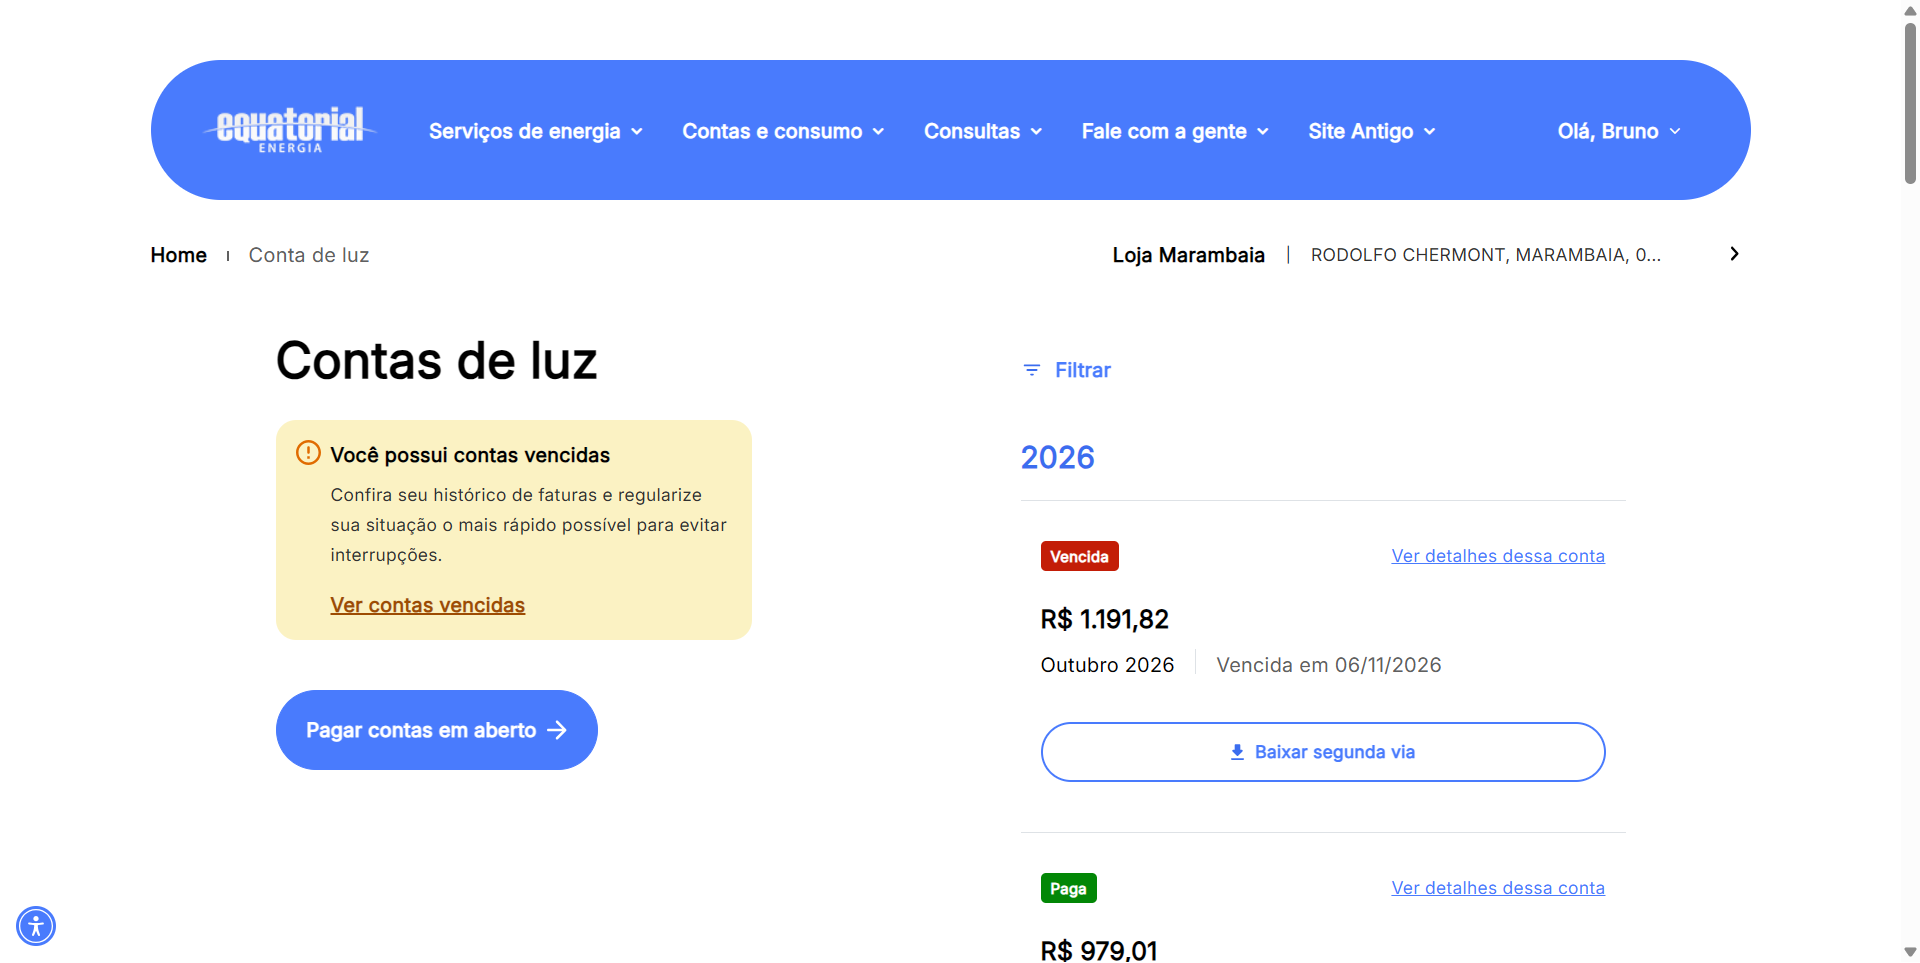 equatorial
ENERGIA
Serviços de energia
Contas e consumo
Consultas
Fale com a gente
Site Antigo
Olá, Bruno
Home
Conta de luz
Loja Marambaia
RODOLFO CHERMONT, MARAMBAIA, 0...
Contas de luz
Você possui contas vencidas
Confira seu histórico de faturas e regularize
sua situação o mais rápido possível para evitar
interrupções.
Ver contas vencidas
Pagar contas em aberto
Filtrar
2026
Vencida
Ver detalhes dessa conta
R$ 1.191,82
Outubro 2026
Vencida em 06/11/2026
Baixar segunda via
Paga
Ver detalhes dessa conta
R$ 979,01